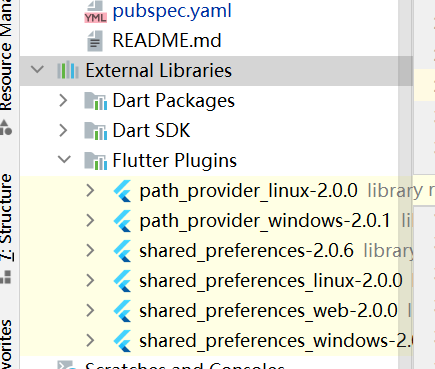 pubspec.yaml
YML
README.md
External Libraries
Dart Packages
Dart SDK
Flutter Plugins
path_provider_linux-2.0.0 library r
path_provider_windows-2.0.1 li
shared_preferences-2.0.6 library
shared_preferences_linux-2.0.0
shared_preferences_web-2.0.0 l
shared_preferences_windows-2.0
Scratches and Consoles
Resource Mana
7: Structure
vorites